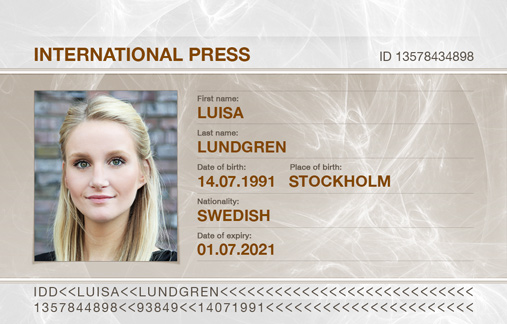 INTERNATIONAL PRESS ID 13578434898
First name:
LUISA
Last name:
LUNDGREN
Date of birth: Place of birth:
14.07.1991 STOCKHOLM
Nationality:
SWEDISH
Date of expiry:
01.07.2021
IDD<<LUISA<<LUNDGREN<<<<<<<<<<<<<<<<<<<<<<<<<<
1357844898<<93849<<14071991<<<<<<<<<<<<<<<<<<<<<